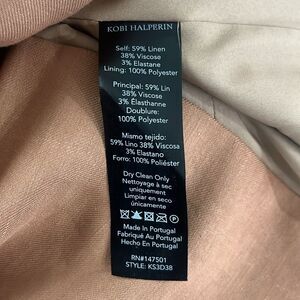 KOBI HALPERIN
Self: 59% Linen
38% Viscose
3% Elastane
Lining: 100% Polyester
Principal: 59% Lin
38% Viscose
3% Élasthanne
Doublure:
100% Polyester
Mismo tejido:
59% Lino 38% Viscosa
3% Elastano
Forro: 100% Poliéster
Dry Clean Only
Nettoyage à sec
uniquement
Limpiar en seco
únicamente
Made In Portugal
Fabriqué Au Portugal
Hecho En Portugal
RN#147501
STYLE: KS3D38